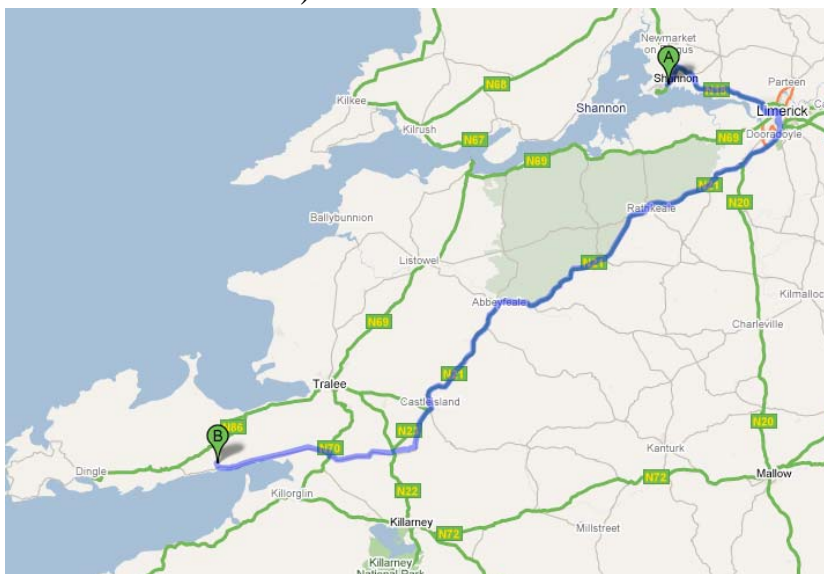 )
Newmarket
on Fergus
A
Shannon
N18
Parteen
Limerick
Dooradoyle
N68
Kilkee
Kilrush
Shannon
N67
N69
N69
N21
N20
Rathkeale
Ballybunnion
Listowel
N21
Abbeyfeale
Kilmalloc
Charleville
N69
N21
Tralee
Castleisland
N86
B
N70
N20
Kanturk
Dingle
Killorglin
N22
N72
Mallow
Killarney
Millstreet
N72
Killarney
National Park